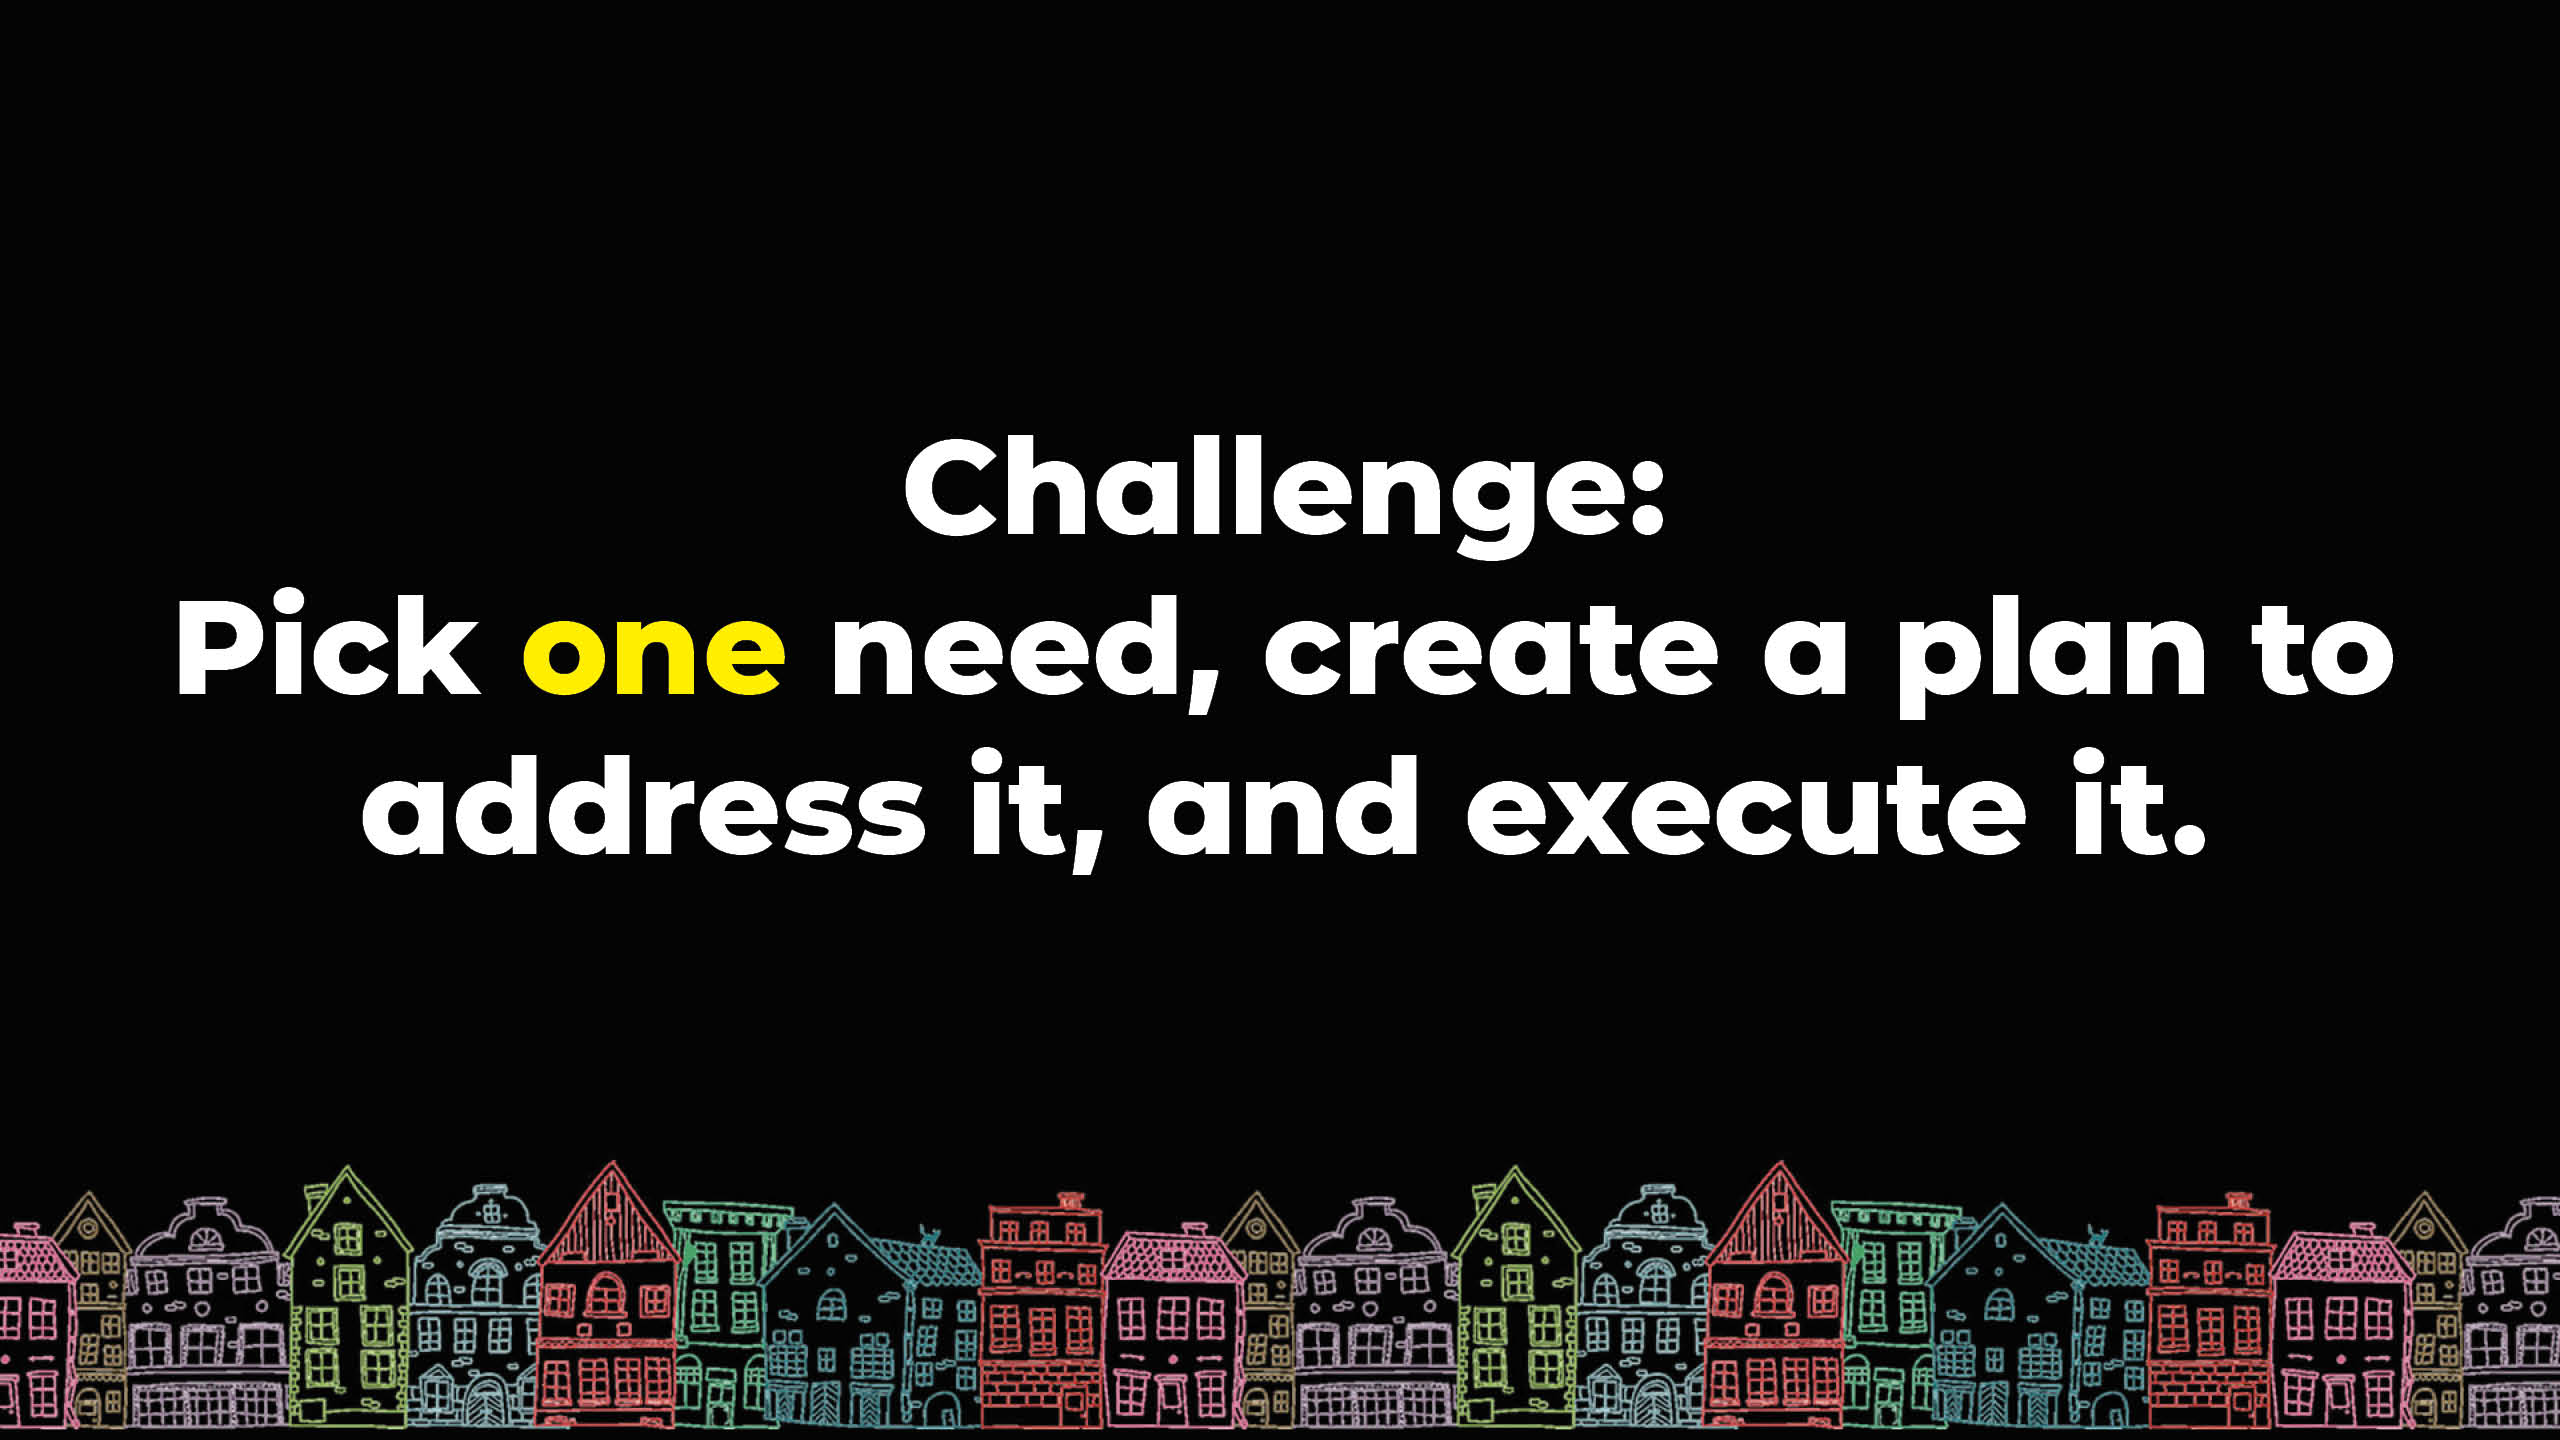 Challenge:
Pick one need, create a plan to
address it, and execute it.